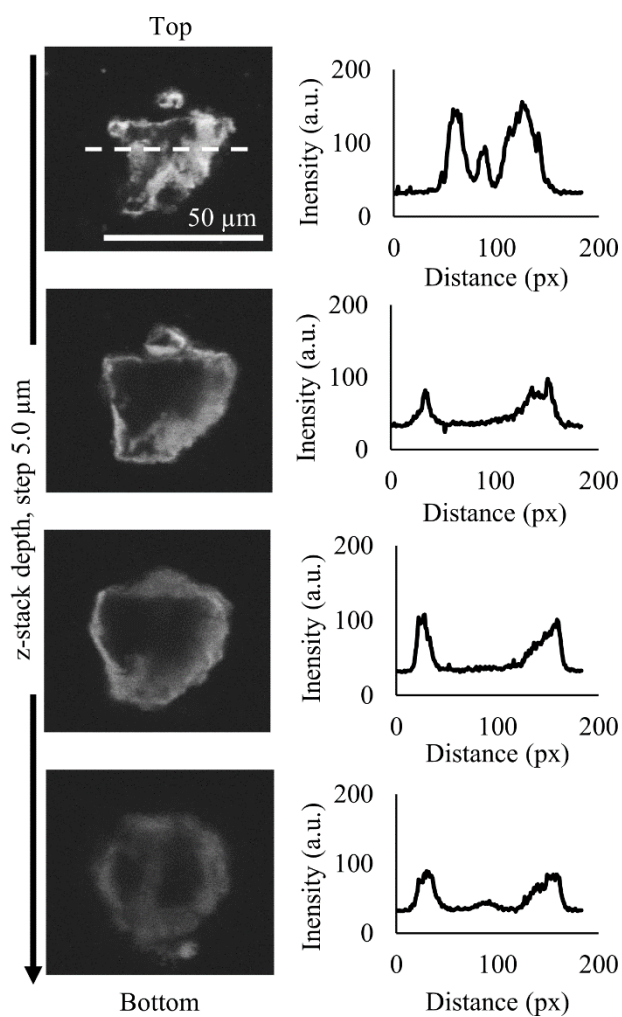 Top
50 µm
z-stack depth, step 5.0 µm
Bottom
Inensity (a.u.)
200
100
0
0 100 200
Distance (px)
Inensity (a.u.)
200
100
0
0 100 200
Distance (px)
Inensity (a.u.)
200
100
0
0 100 200
Distance (px)
Inensity (a.u.)
200
100
0
0 100 200
Distance (px)